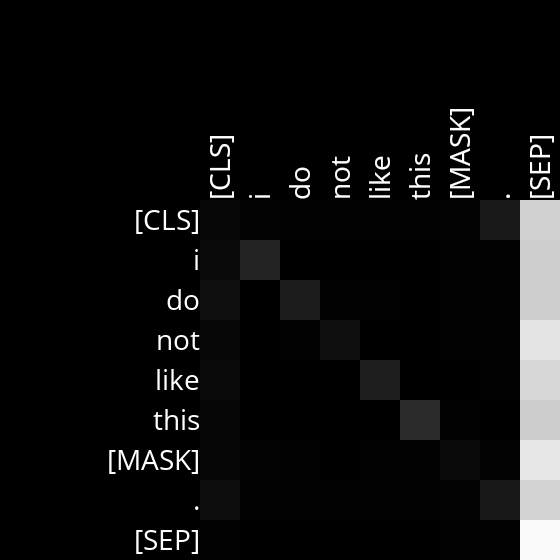 [CLS] i do not like this [MASK] . [SEP]
[CLS]
i
do
not
like
this
[MASK]
.
[SEP]